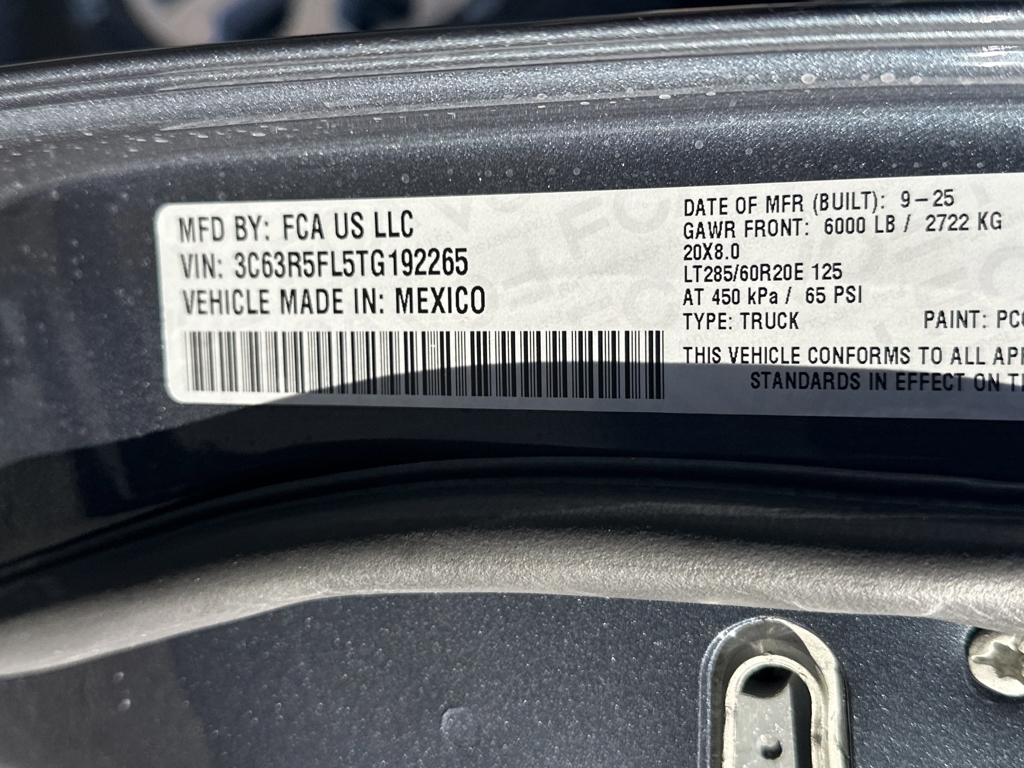 MFD BY: FCA US LLC
VIN: 3C63R5FL5TG192265
VEHICLE MADE IN: MEXICO
DATE OF MFR (BUILT): 9-25
GAWR FRONT: 6000 LB / 2722 KG
20X8.0
LT285/60R20E 125
AT 450 kPa / 65 PSI
TYPE: TRUCK PAINT:
THIS VEHICLE CONFORMS TO ALL
STANDARDS IN EFFECT ON